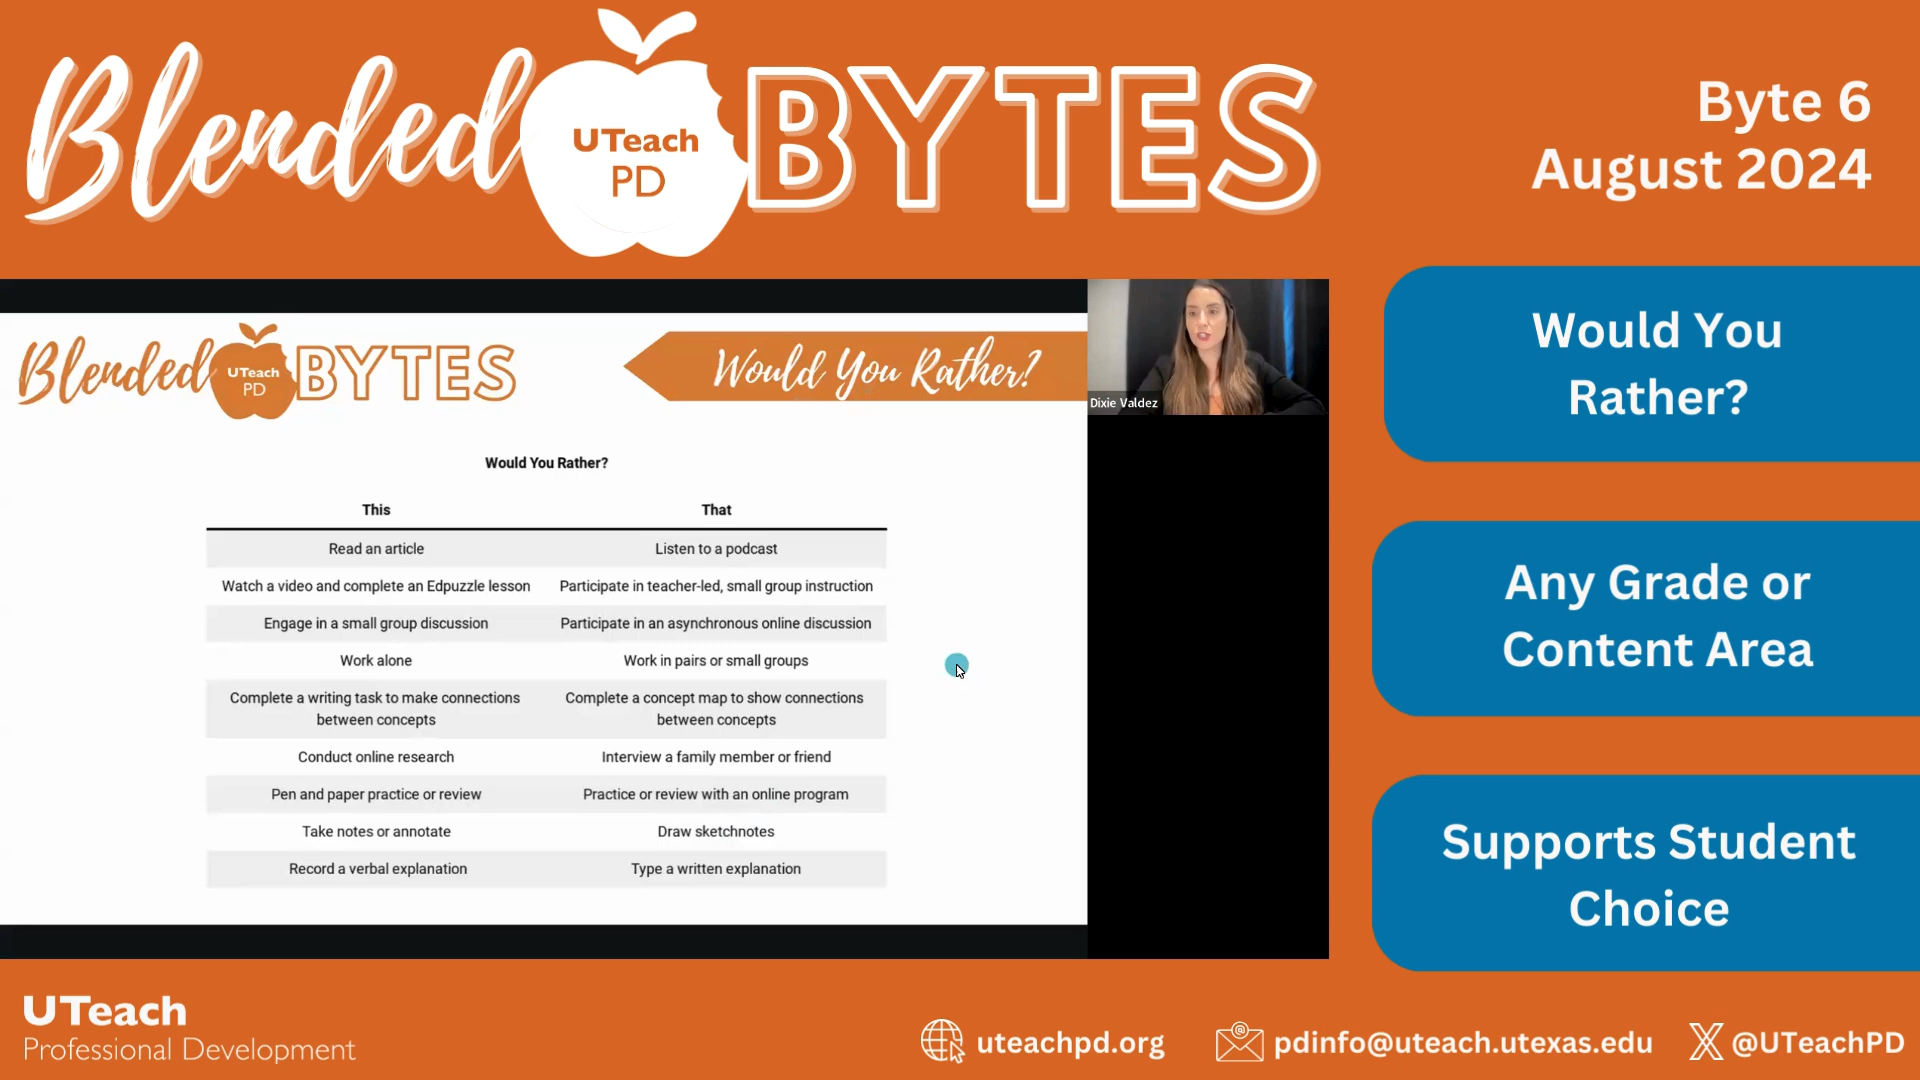 Blended UTeach PD BYTES
Byte 6
August 2024
Blended UTeach PD BYTES
Would You Rather?
Dixie Valdez
Would You Rather?
This That
Read an article Listen to a podcast
Watch a video and complete an Edpuzzle lesson Participate in teacher-led, small group instruction
Engage in a small group discussion Participate in an asynchronous online discussion
Work alone Work in pairs or small groups
Complete a writing task to make connections between concepts Complete a concept map to show connections between concepts
Conduct online research Interview a family member or friend
Pen and paper practice or review Practice or review with an online program
Take notes or annotate Draw sketchnotes
Record a verbal explanation Type a written explanation
Would You
Rather?
Any Grade or
Content Area
Supports Student
Choice
UTeach
Professional Development
uteachpd.org
pdinfo@uteach.utexas.edu
@UTeachPD